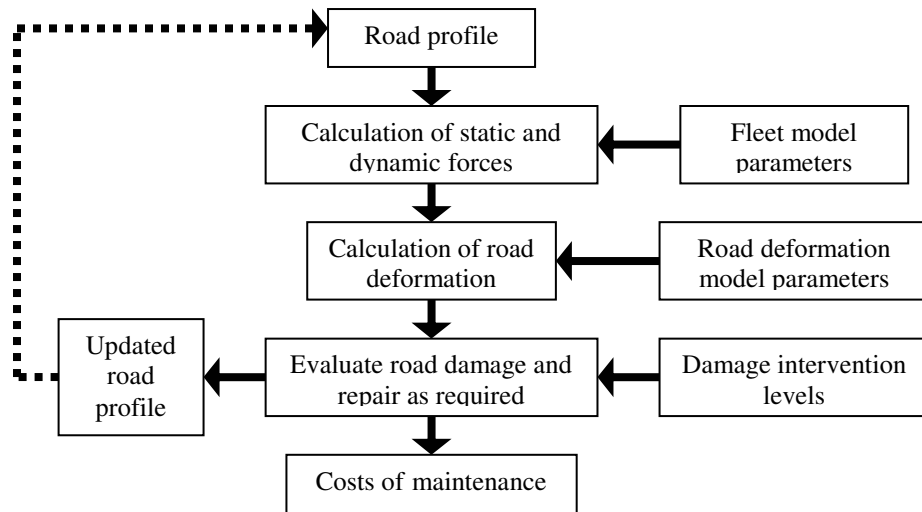 Road profile
Calculation of static and
dynamic forces
Fleet model
parameters
Calculation of road
deformation
Road deformation
model parameters
Updated
road
profile
Evaluate road damage and
repair as required
Damage intervention
levels
Costs of maintenance